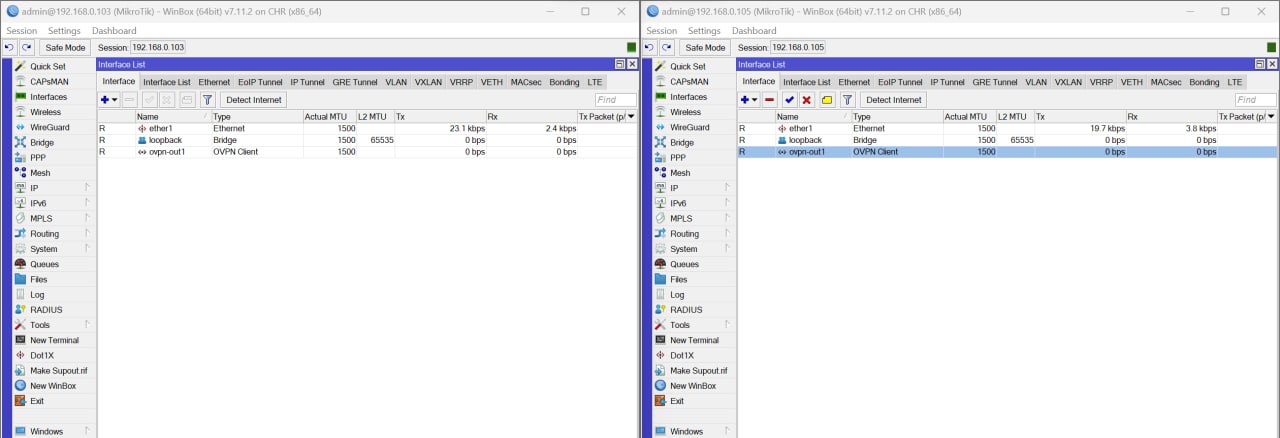 admin@192.168.0.103 (MikroTik) - WinBox (64bit) v7.11.2 on CHR (x86_64)
Session Settings Dashboard
Safe Mode Session: 192.168.0.103
Quick Set
CAPsMAN
Interfaces
Wireless
WireGuard
Bridge
PPP
Mesh
IP
IPv6
MPLS
Routing
System
Queues
Files
Log
RADIUS
Tools
New Terminal
Dot1X
Make Supout.rif
New WinBox
Exit
Windows
Interface List
Interface Interface List Ethernet EoIP Tunnel IP Tunnel GRE Tunnel VLAN VXLAN VRRP VETH MACsec Bonding LTE
Detect Internet Find
Name Type Actual MTU L2 MTU Tx Rx Tx Packet (p/
R ether1 Ethernet 1500 23.1 kbps 2.4 kbps
R loopback Bridge 1500 65535 0 bps 0 bps
R ovpn-out1 OVPN Client 1500 0 bps 0 bps
admin@192.168.0.105 (MikroTik) - WinBox (64bit) v7.11.2 on CHR (x86_64)
Session Settings Dashboard
Safe Mode Session: 192.168.0.105
Quick Set
CAPsMAN
Interfaces
Wireless
WireGuard
Bridge
PPP
Mesh
IP
IPv6
MPLS
Routing
System
Queues
Files
Log
RADIUS
Tools
New Terminal
Dot1X
Make Supout.rif
New WinBox
Exit
Windows
Interface List
Interface Interface List Ethernet EoIP Tunnel IP Tunnel GRE Tunnel VLAN VXLAN VRRP VETH MACsec Bonding LTE
Detect Internet Find
Name Type Actual MTU L2 MTU Tx Rx Tx Packet (p/
R ether1 Ethernet 1500 19.7 kbps 3.8 kbps
R loopback Bridge 1500 65535 0 bps 0 bps
R ovpn-out1 OVPN Client 1500 0 bps 0 bps